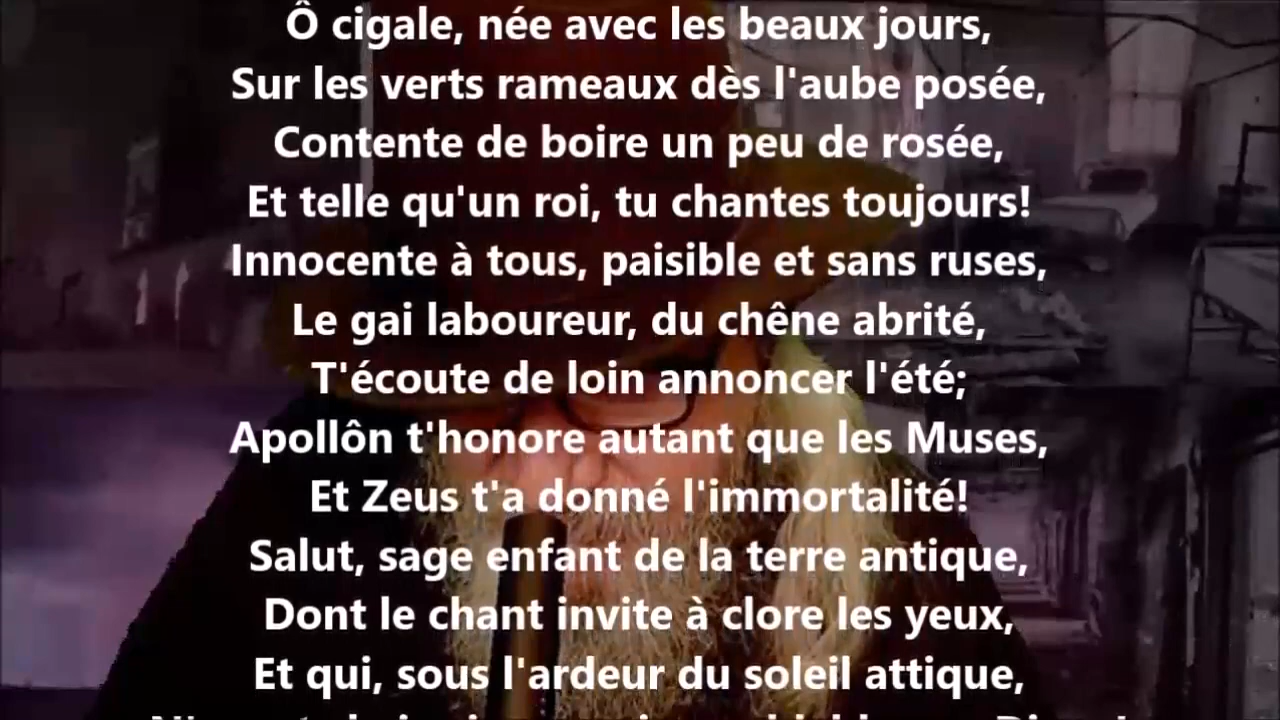 Ô cigale, née avec les beaux jours,
Sur les verts rameaux dès l'aube posée,
Contente de boire un peu de rosée,
Et telle qu'un roi, tu chantes toujours!
Innocente à tous, paisible et sans ruses,
Le gai laboureur, du chêne abrité,
T'écoute de loin annoncer l'été;
Apollôn t'honore autant que les Muses,
Et Zeus t'a donné l'immortalité!
Salut, sage enfant de la terre antique,
Dont le chant invite à clore les yeux,
Et qui, sous l'ardeur du soleil attique,